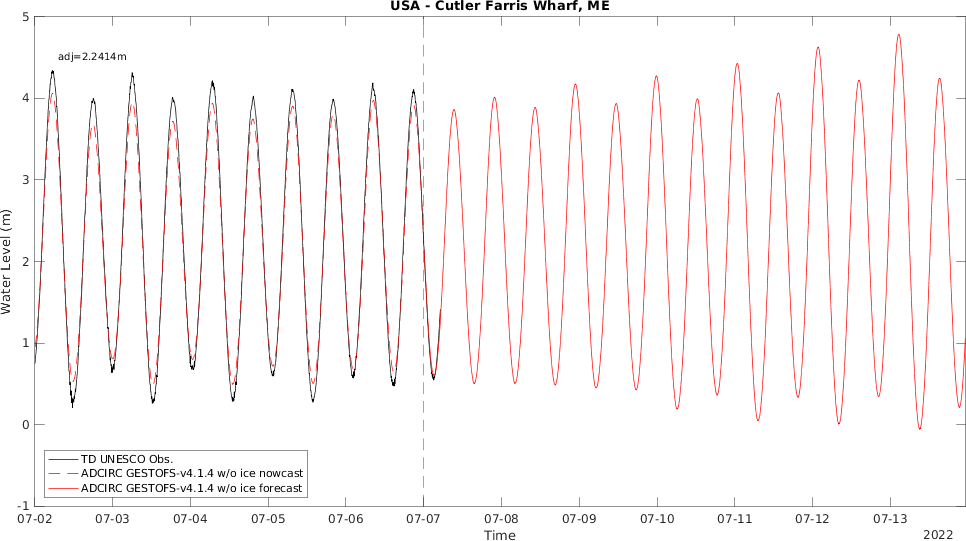 USA - Cutler Farris Wharf, ME
5
adj=2.2414m
4
3
2
1
0
-1
Water Level (m)
TD UNESCO Obs.
ADCIRC GESTOFS-v4.1.4 w/o ice nowcast
ADCIRC GESTOFS-v4.1.4 w/o ice forecast
07-02 07-03 07-04 07-05 07-06 07-07 07-08 07-09 07-10 07-11 07-12 07-13
Time
2022